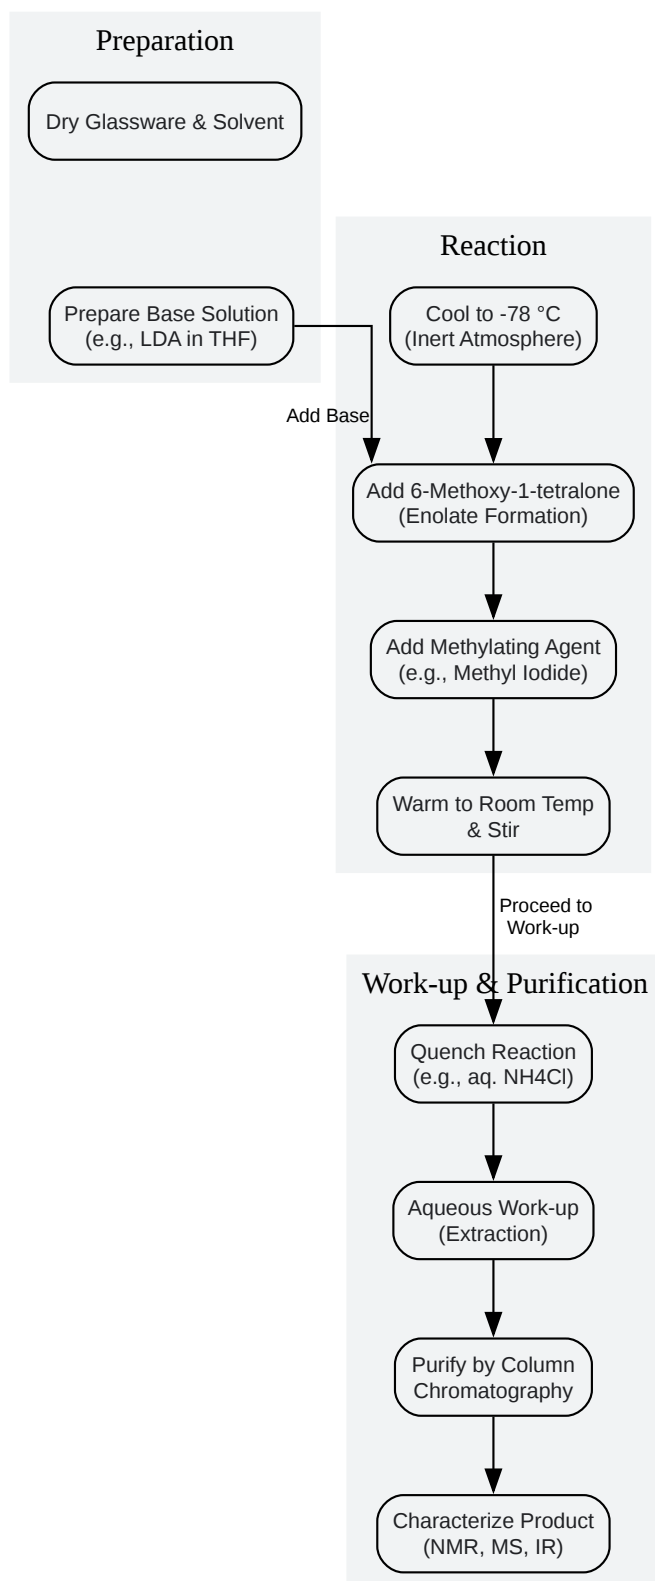 Preparation
Dry Glassware & Solvent
Prepare Base Solution
(e.g., LDA in THF)
Reaction
Cool to -78 °C
(Inert Atmosphere)
Add Base
Add 6-Methoxy-1-tetralone
(Enolate Formation)
Add Methylating Agent
(e.g., Methyl Iodide)
Warm to Room Temp
& Stir
Proceed to
Work-up
Work-up & Purification
Quench Reaction
(e.g., aq. NH4Cl)
Aqueous Work-up
(Extraction)
Purify by Column
Chromatography
Characterize Product
(NMR, MS, IR)